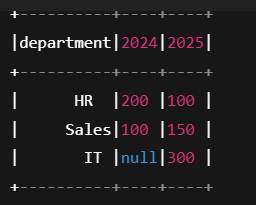 +----------+----+----+
|department|2024|2025|
+----------+----+----+
|      HR  |200 |100 |
|     Sales|100 |150 |
|       IT |null|300 |
+----------+----+----+